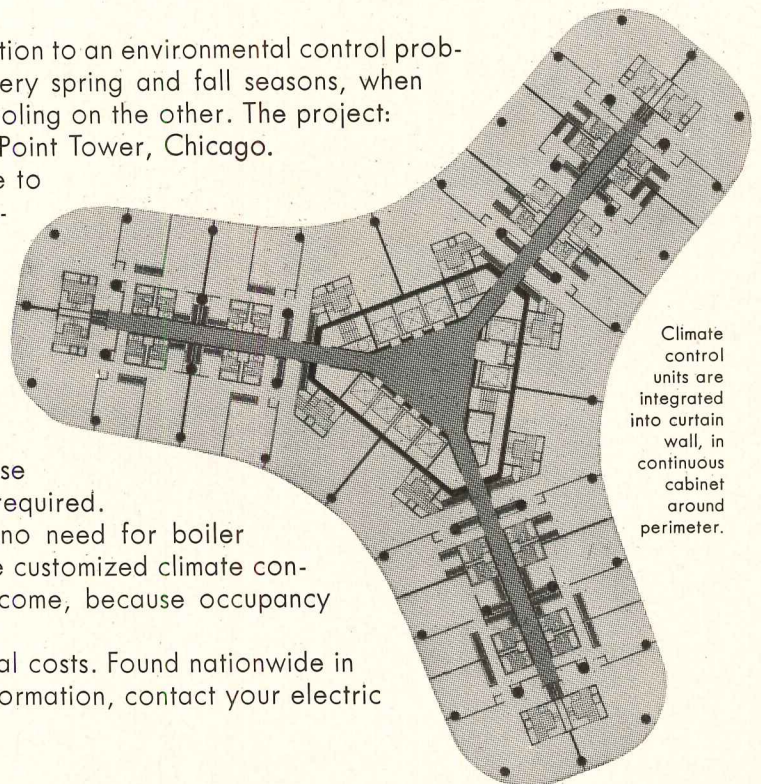 tion to an environmental control prob-
ery spring and fall seasons, when
oling on the other. The project:
Point Tower, Chicago.
e to
-
Climate
control
units are
integrated
into curtain
wall, in
continuous
cabinet
around
perimeter.
se
required.
no need for boiler
e customized climate con-
come, because occupancy
al costs. Found nationwide in
ormation, contact your electric